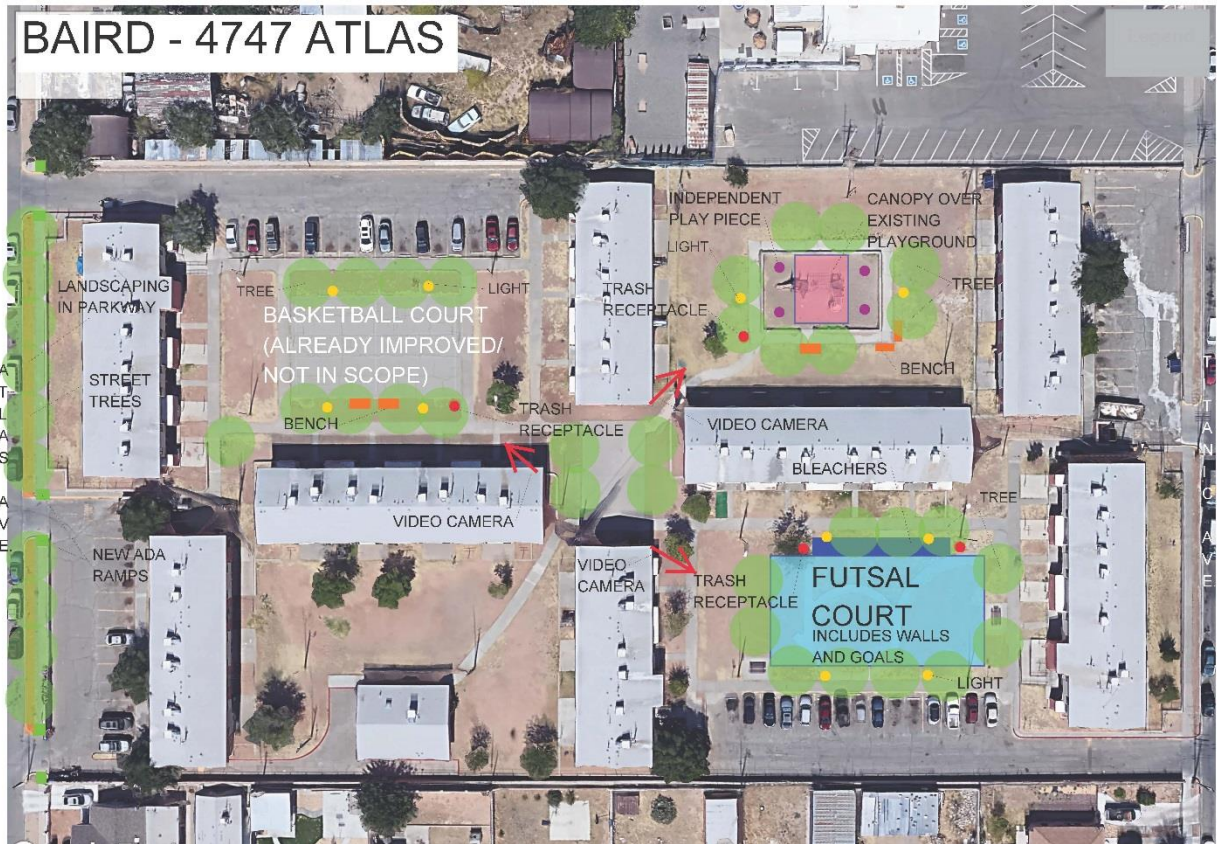 BAIRD - 4747 ATLAS
INDEPENDENT
PLAY PIECE
CANOPY OVER
EXISTING
PLAYGROUND
LIGHT
TREE
LIGHT
TRASH
RECEPTACLE
TREE
LANDSCAPING
IN PARKWAY
BASKETBALL COURT
(ALREADY IMPROVED/
NOT IN SCOPE)
STREET
TREES
BENCH
BENCH
TRASH
RECEPTACLE
VIDEO CAMERA
BLEACHERS
TREE
VIDEO CAMERA
ATLAS AVE
TITANIC AVE
NEW ADA
RAMPS
VIDEO
CAMERA
TRASH
RECEPTACLE
FUTSAL
COURT
INCLUDES WALLS
AND GOALS
LIGHT